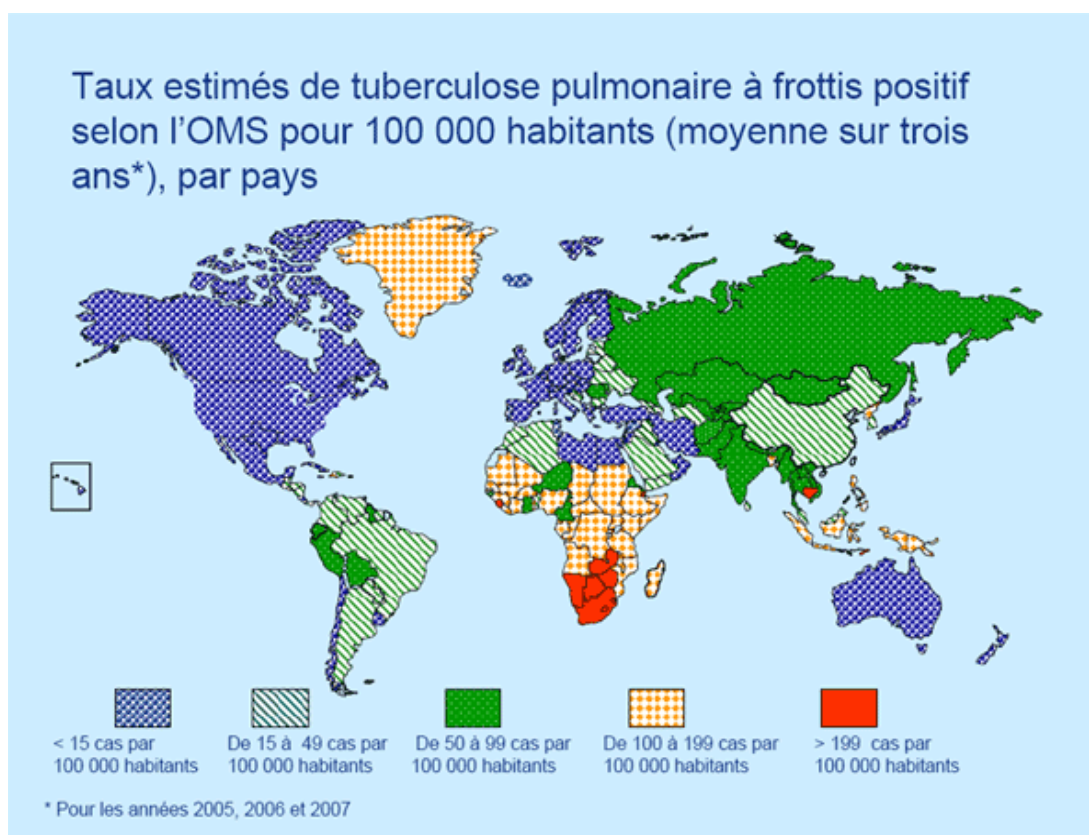 Taux estimés de tuberculose pulmonaire à frottis positif
selon l'OMS pour 100 000 habitants (moyenne sur trois
ans*), par pays
< 15 cas par
100 000 habitants
De 15 à 49 cas par
100 000 habitants
De 50 à 99 cas par
100 000 habitants
De 100 à 199 cas par
100 000 habitants
> 199 cas par
100 000 habitants
* Pour les années 2005, 2006 et 2007